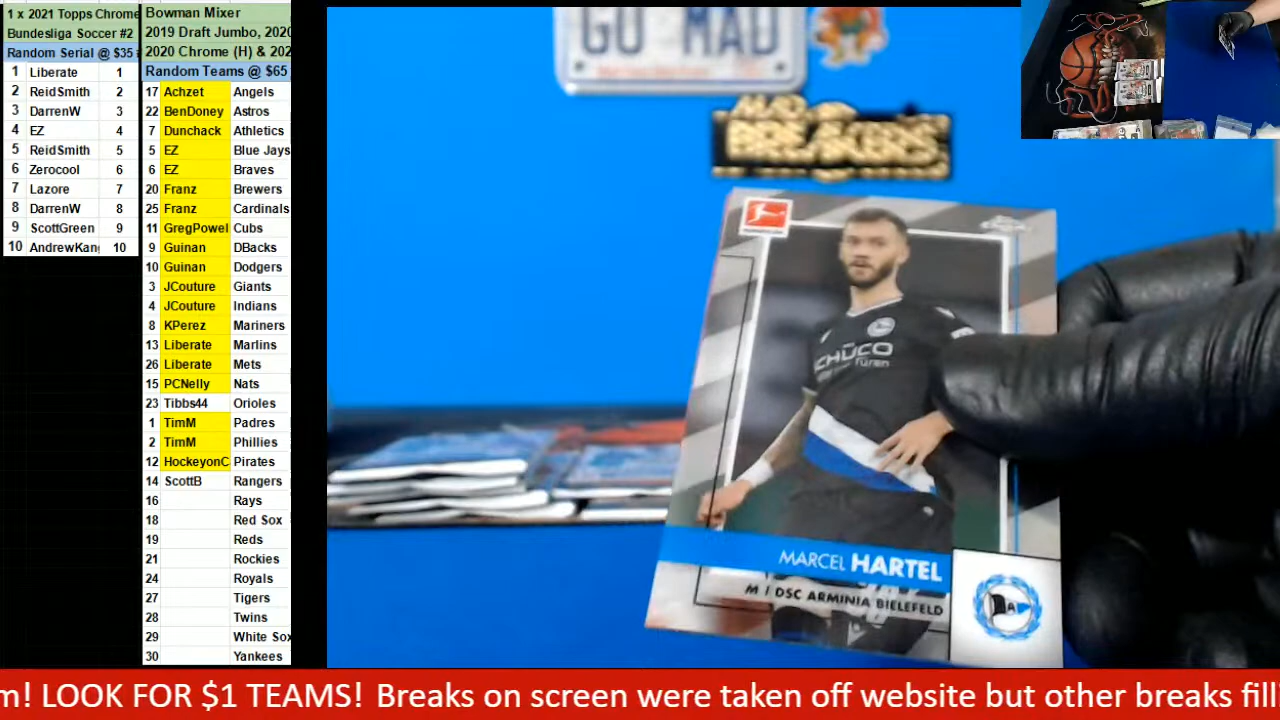 1 x 2021 Topps Chrome
Bundesliga Soccer #2
Random Serial @ $35
1 Liberate 1
2 ReidSmith 2
3 DarrenW 3
4 EZ 4
5 ReidSmith 5
6 Zerocool 6
7 Lazore 7
8 DarrenW 8
9 ScottGreen 9
10 AndrewKang 10
Bowman Mixer
2019 Draft Jumbo, 2020
2020 Chrome (H) & 202
Random Teams @ $65
17 Achzet Angels
22 BenDoney Astros
7 Dunchack Athletics
5 EZ Blue Jays
6 EZ Braves
20 Franz Brewers
25 Franz Cardinals
11 GregPowel Cubs
9 Guinan DBacks
10 Guinan Dodgers
3 JCouture Giants
4 JCouture Indians
8 KPerez Mariners
13 Liberate Marlins
26 Liberate Mets
15 PCNelly Nats
23 Tibbs44 Orioles
1 TimM Padres
2 TimM Phillies
12 HockeyonC Pirates
14 ScottB Rangers
16 Rays
18 Red Sox
19 Reds
21 Rockies
24 Royals
27 Tigers
28 Twins
29 White Sox
30 Yankees
GO MAD
MAD
BREAKERS
SCHÜCO
MARCEL HARTEL
M / DSC ARMINIA BIELEFELD
m! LOOK FOR $1 TEAMS! Breaks on screen were taken off website but other breaks filli